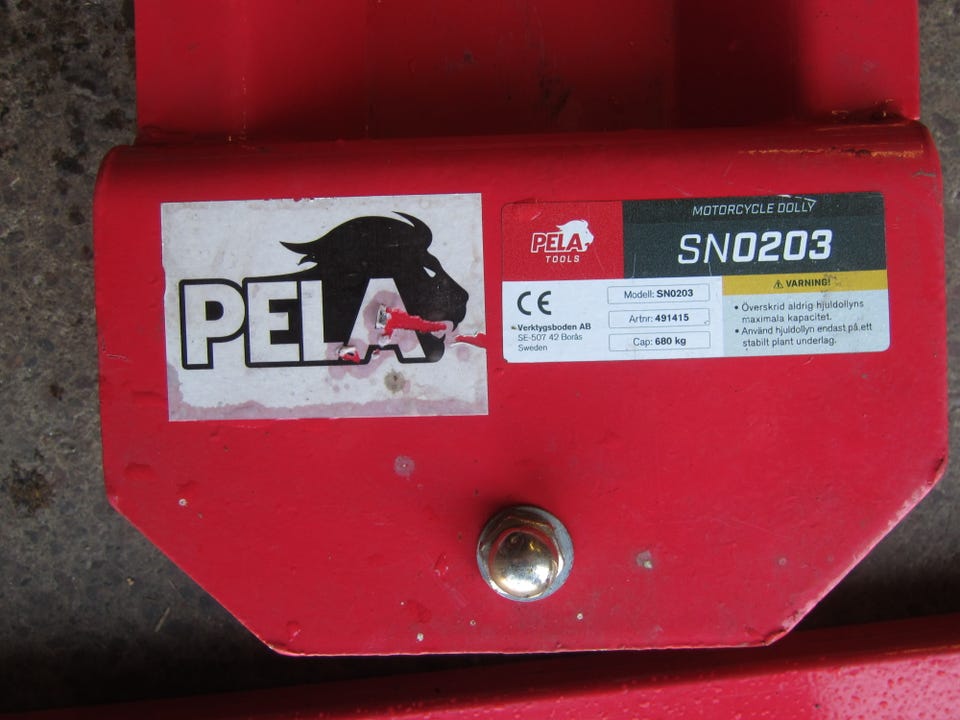 PELA
PELA
TOOLS
MOTORCYCLE DOLLY
SN0203
CE
Verktygsboden AB
SE-507 42 Borås
Sweden
Modell: SN0203
Artnr: 491415
Cap: 680 kg
VARNING!
• Överskrid aldrig hjuldollyns
maximala kapacitet.
• Använd hjuldollyn endast på ett
stabilt plant underlag.